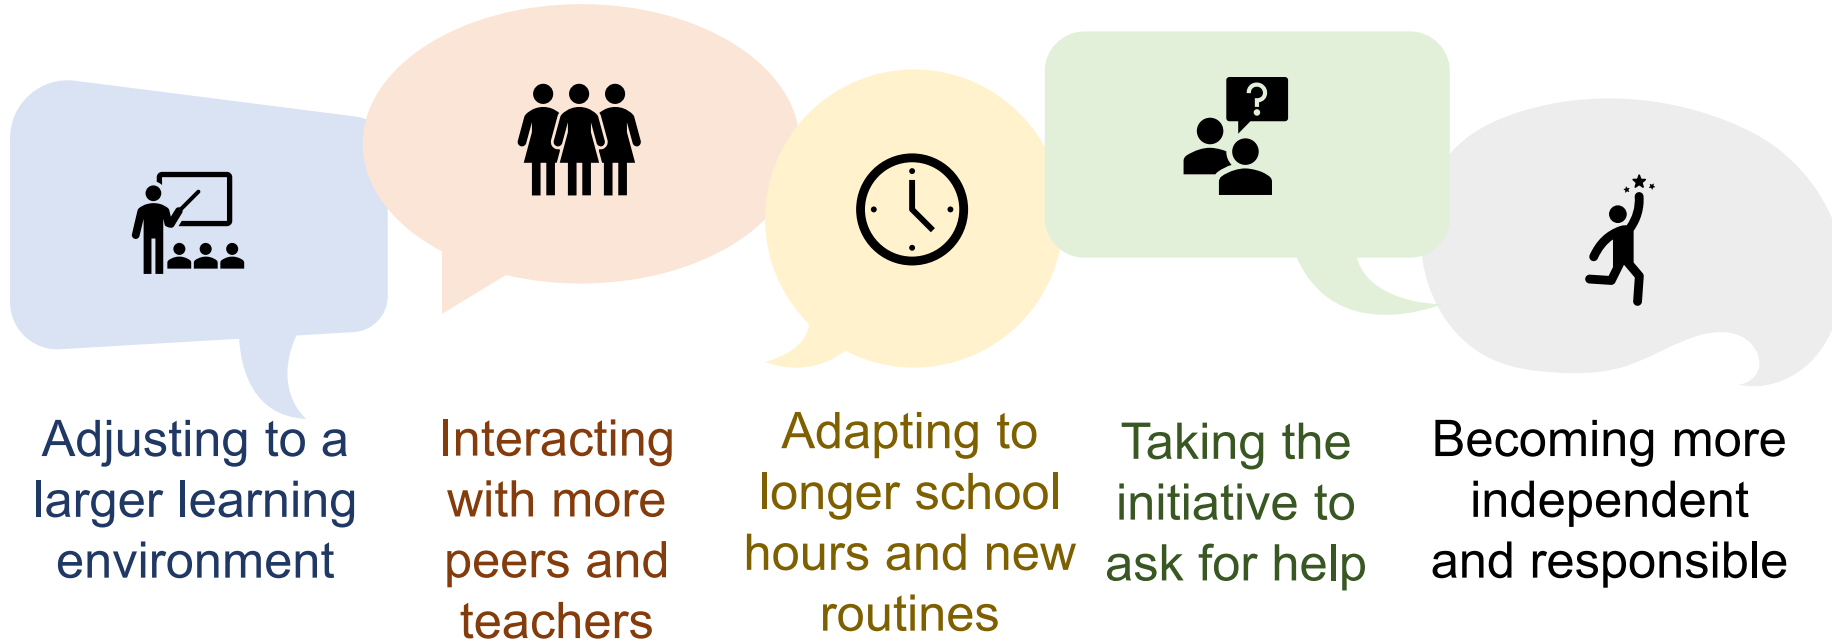 ?
Adjusting to a
larger learning
environment
Interacting
with more
peers and
teachers
Adapting to
longer school
hours and new
routines
Taking the
initiative to
ask for help
Becoming more
independent
and responsible